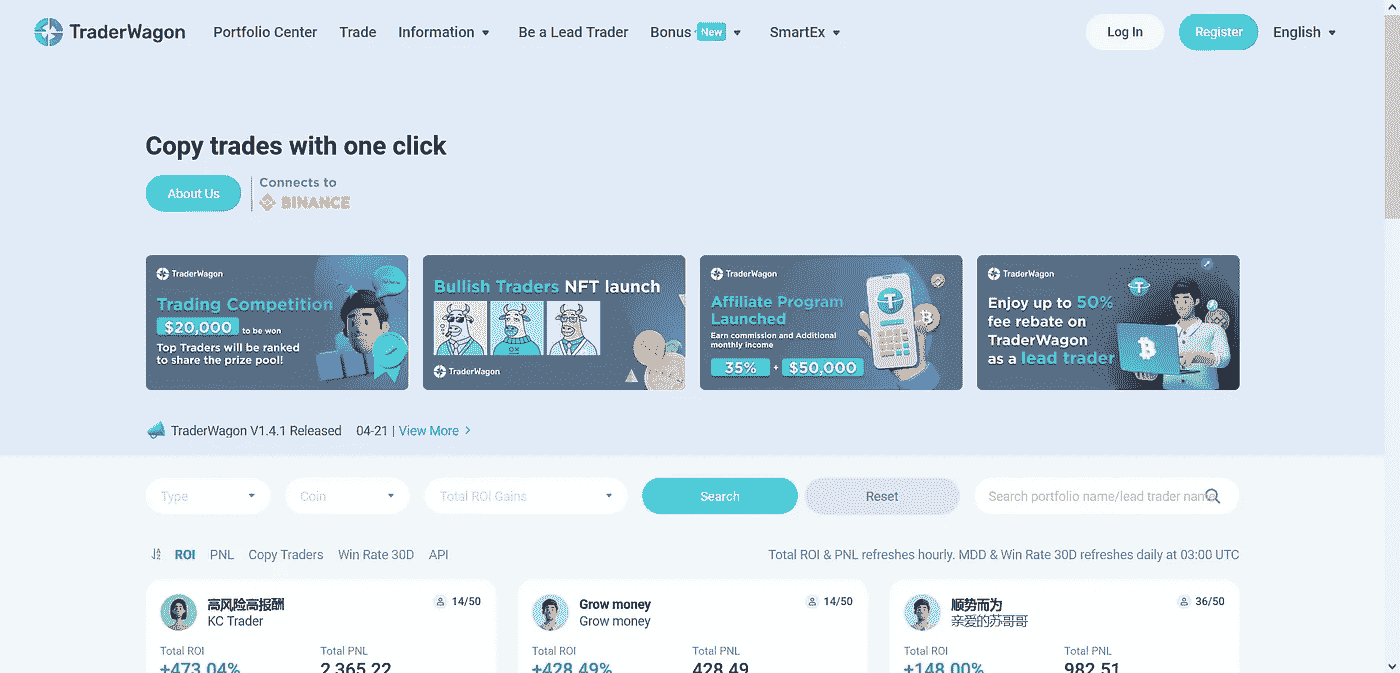 TraderWagon
Portfolio Center
Trade
Information
Be a Lead Trader
Bonus New
SmartEx
Log In
Register
English
Copy trades with one click
About Us
Connects to
BINANCE
TraderWagon
Trading Competition
$20,000 to be won
Top Traders will be ranked
to share the prize pool!
Bullish Traders NFT launch
TraderWagon
TraderWagon
Affiliate Program
Launched
Earn commission and Additional
monthly income
35% + $50,000
TraderWagon
Enjoy up to 50%
fee rebate on
TraderWagon
as a lead trader
TraderWagon V1.4.1 Released 04-21 | View More >
Type
Coin
Total ROI Gains
Search
Reset
Search portfolio name/lead trader name
ROI PNL Copy Traders Win Rate 30D API
Total ROI & PNL refreshes hourly. MDD & Win Rate 30D refreshes daily at 03:00 UTC
高风险高报酬
KC Trader
14/50
Total ROI
Total PNL
+473.04%
2,365.22
Grow money
Grow money
14/50
Total ROI
Total PNL
+428.49%
428.49
顺势而为
亲爱的苏哥哥
36/50
Total ROI
Total PNL
+148.00%
982.51